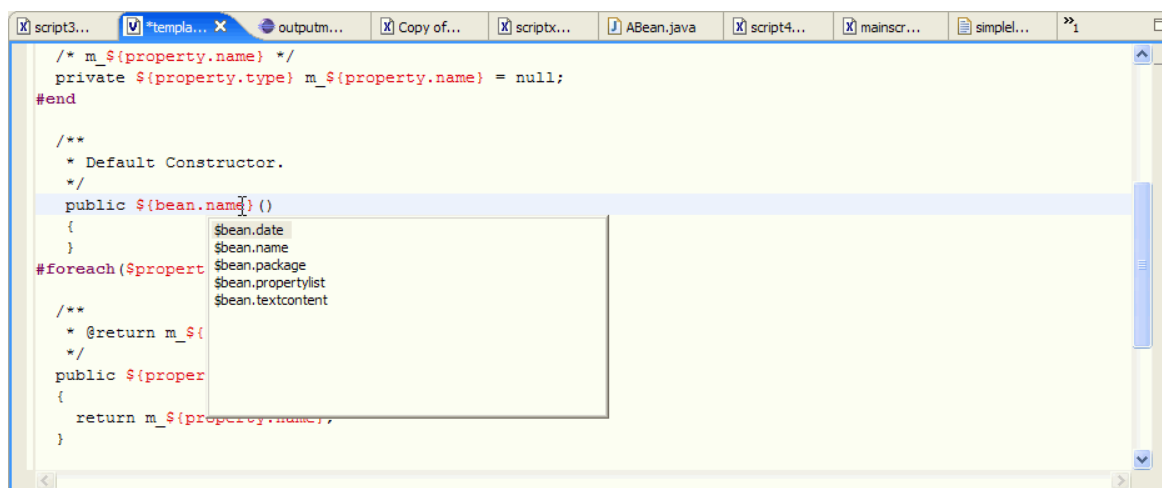 script3... *templa... outputm... Copy of... scriptx... ABean.java script4... mainscr... simplel... »1
/* m_${property.name} */
private ${property.type} m_${property.name} = null;
#end
/**
* Default Constructor.
*/
public ${bean.name}()
{
}
$bean.date
$bean.name
$bean.package
$bean.propertylist
$bean.textcontent
#foreach($propert
/**
* @return m_${
*/
public ${proper
{
return m_${property.name};
}